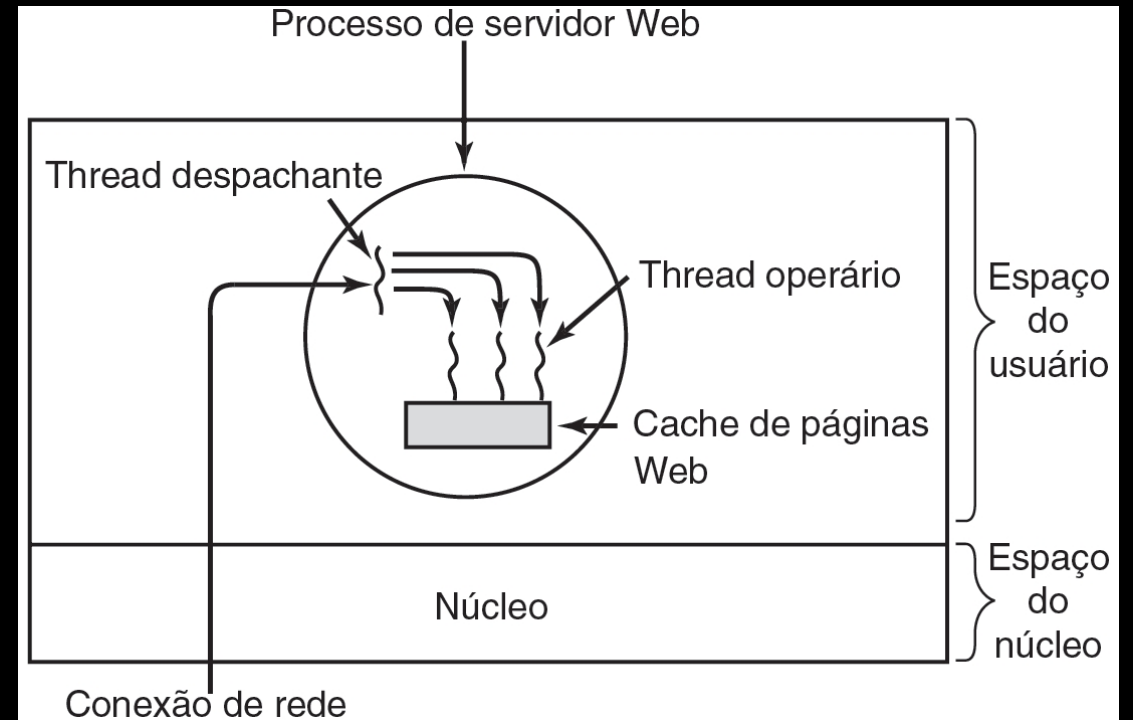 Processo de servidor Web
Thread despachante
Thread operário
Espaço
do
usuário
Cache de páginas
Web
Espaço
do
núcleo
Núcleo
Conexão de rede